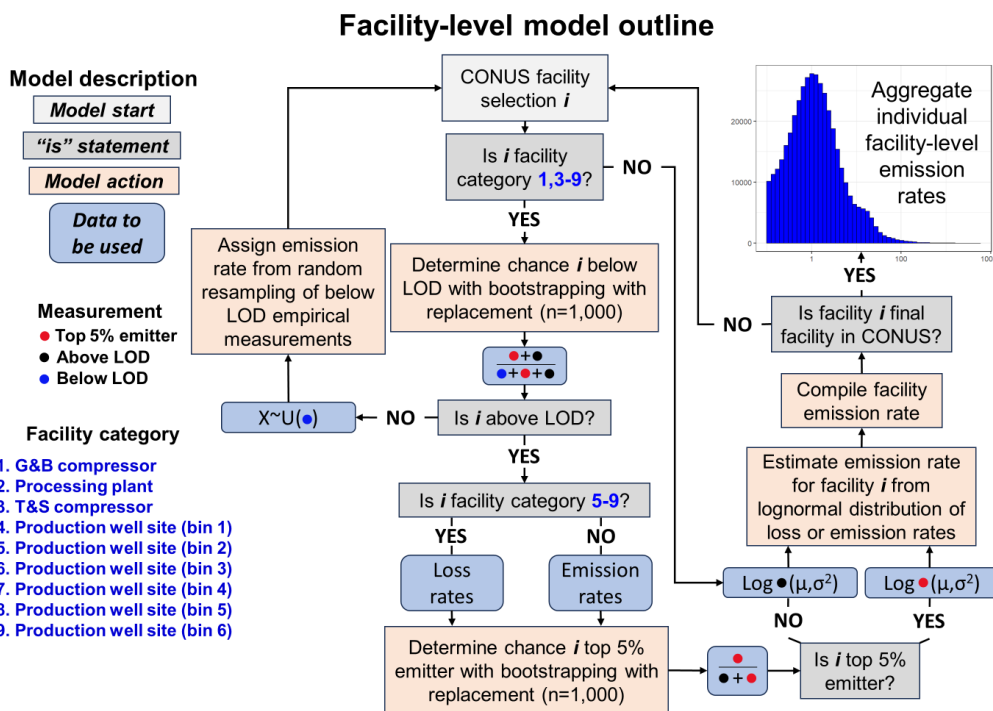 Facility-level model outline
Model description
Model start
“is” statement
Model action
Data to
be used
Measurement
Top 5% emitter
Above LOD
Below LOD
Facility category
1. G&B compressor
2. Processing plant
3. T&S compressor
4. Production well site (bin 1)
5. Production well site (bin 2)
6. Production well site (bin 3)
7. Production well site (bin 4)
8. Production well site (bin 5)
9. Production well site (bin 6)
CONUS facility
selection i
Is i facility
category 1,3-9?
NO
YES
Assign emission
rate from random
resampling of below
LOD empirical
measurements
Determine chance i below
LOD with bootstrapping with
replacement (n=1,000)
●+●
●+●+●
X~U(●)
NO
Is i above LOD?
YES
Is i facility category 5-9?
YES
NO
Loss
rates
Emission
rates
Determine chance i top 5%
emitter with bootstrapping with
replacement (n=1,000)
●
●+●
Is i top 5%
emitter?
NO
YES
Log●(μ,σ²)
Log●(μ,σ²)
Estimate emission rate
for facility i from
lognormal distribution of
loss or emission rates
Compile facility
emission rate
Is facility i final
facility in CONUS?
NO
YES
Aggregate
individual
facility-level
emission
rates
20000
10000
0
1
100